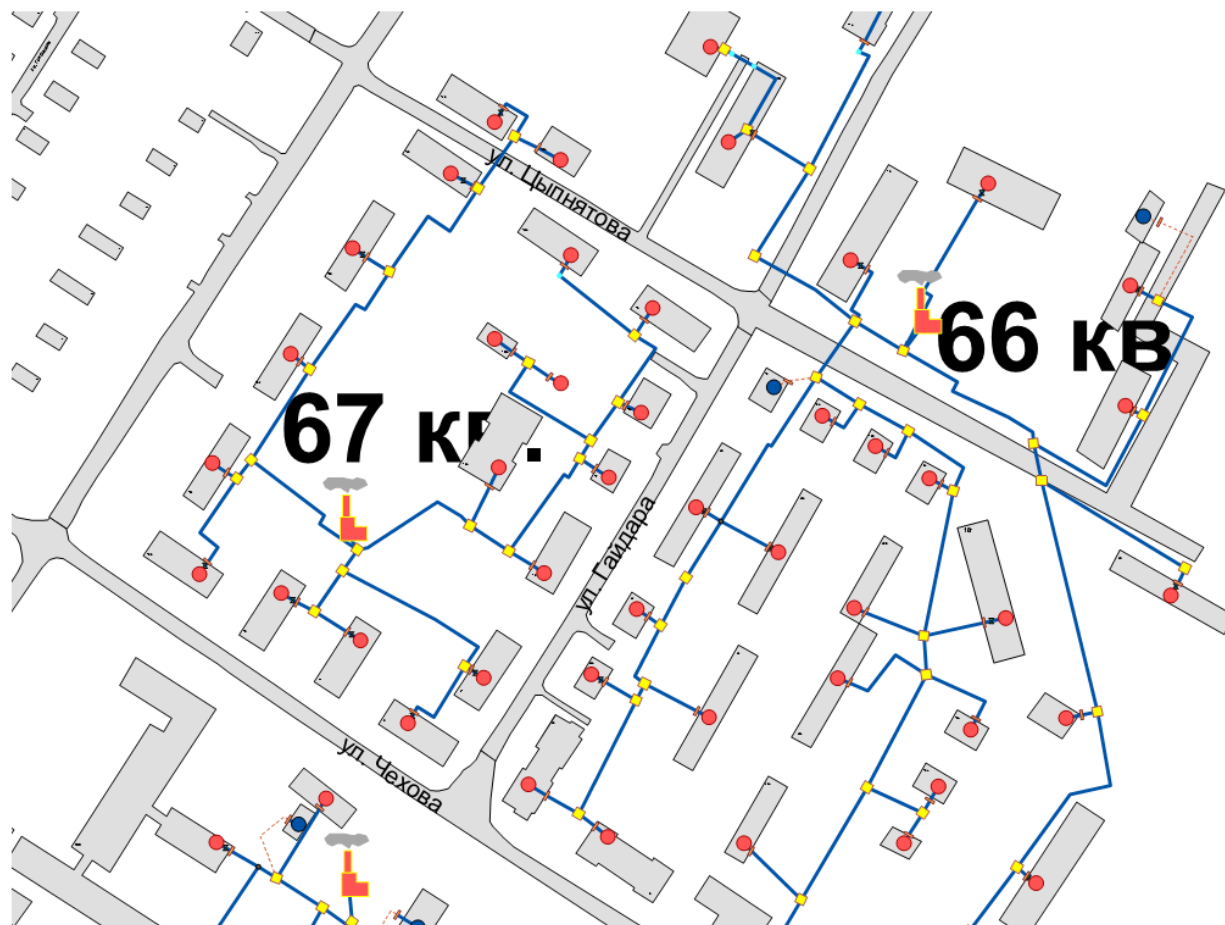 ул. Цыпнятова
66 кв
67 кв.
ул. Гайдара
ул. Чехова